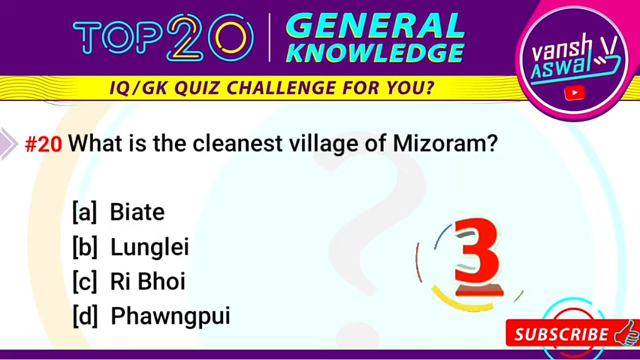 TOP 20
GENERAL
KNOWLEDGE
vansh
ASWAL
IQ/GK QUIZ CHALLENGE FOR YOU?
#20 What is the cleanest village of Mizoram?
[a] Biate
[b] Lunglei
[c] Ri Bhoi
[d] Phawngpui
3
SUBSCRIBE